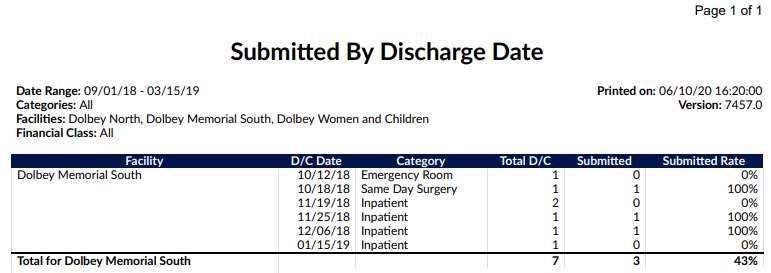 Page 1 of 1
Submitted By Discharge Date
Date Range: 09/01/18 - 03/15/19 Printed on: 06/10/20 16:20:00
Categories: All Version: 7457.0
Facilities: Dolbey North, Dolbey Memorial South, Dolbey Women and Children
Financial Class: All
Facility D/C Date Category Total D/C Submitted Submitted Rate
Dolbey Memorial South 10/12/18 Emergency Room 1 0 0%
10/18/18 Same Day Surgery 1 1 100%
11/19/18 Inpatient 2 0 0%
11/25/18 Inpatient 1 1 100%
12/06/18 Inpatient 1 1 100%
01/15/19 Inpatient 1 0 0%
Total for Dolbey Memorial South 7 3 43%